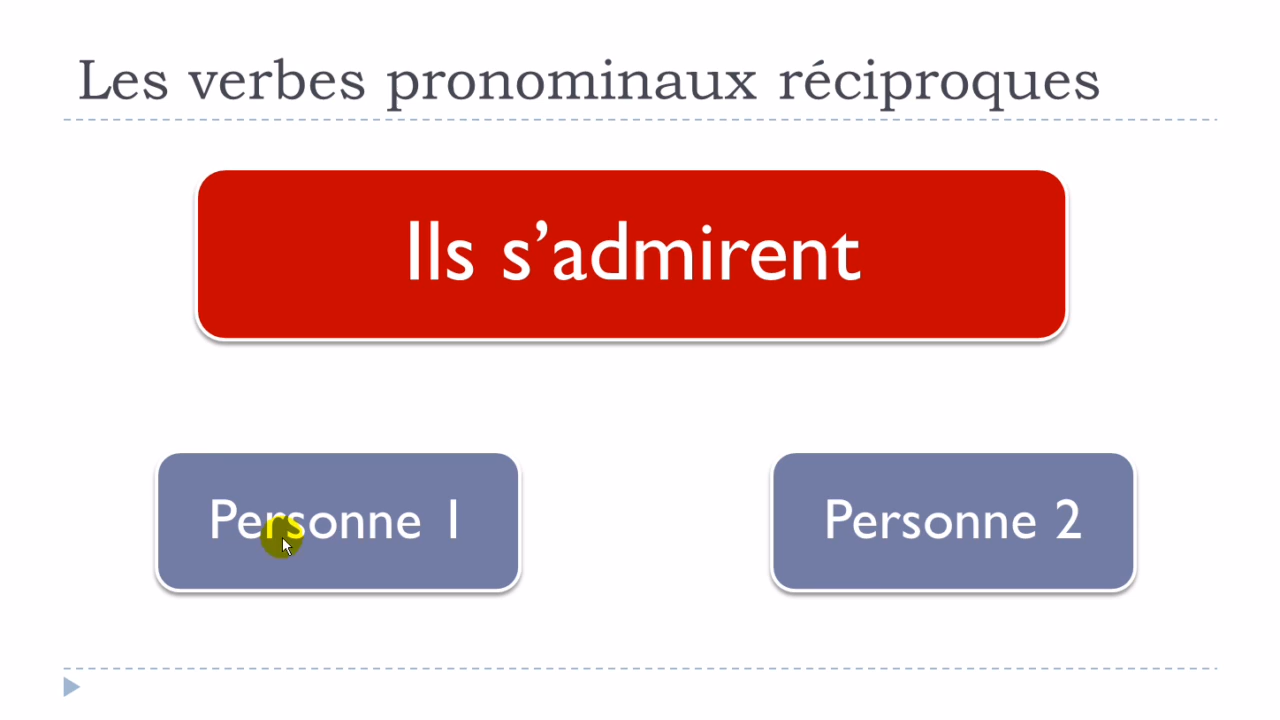 Les verbes pronominaux réciproques
Ils s’admirent
Personne 1
Personne 2